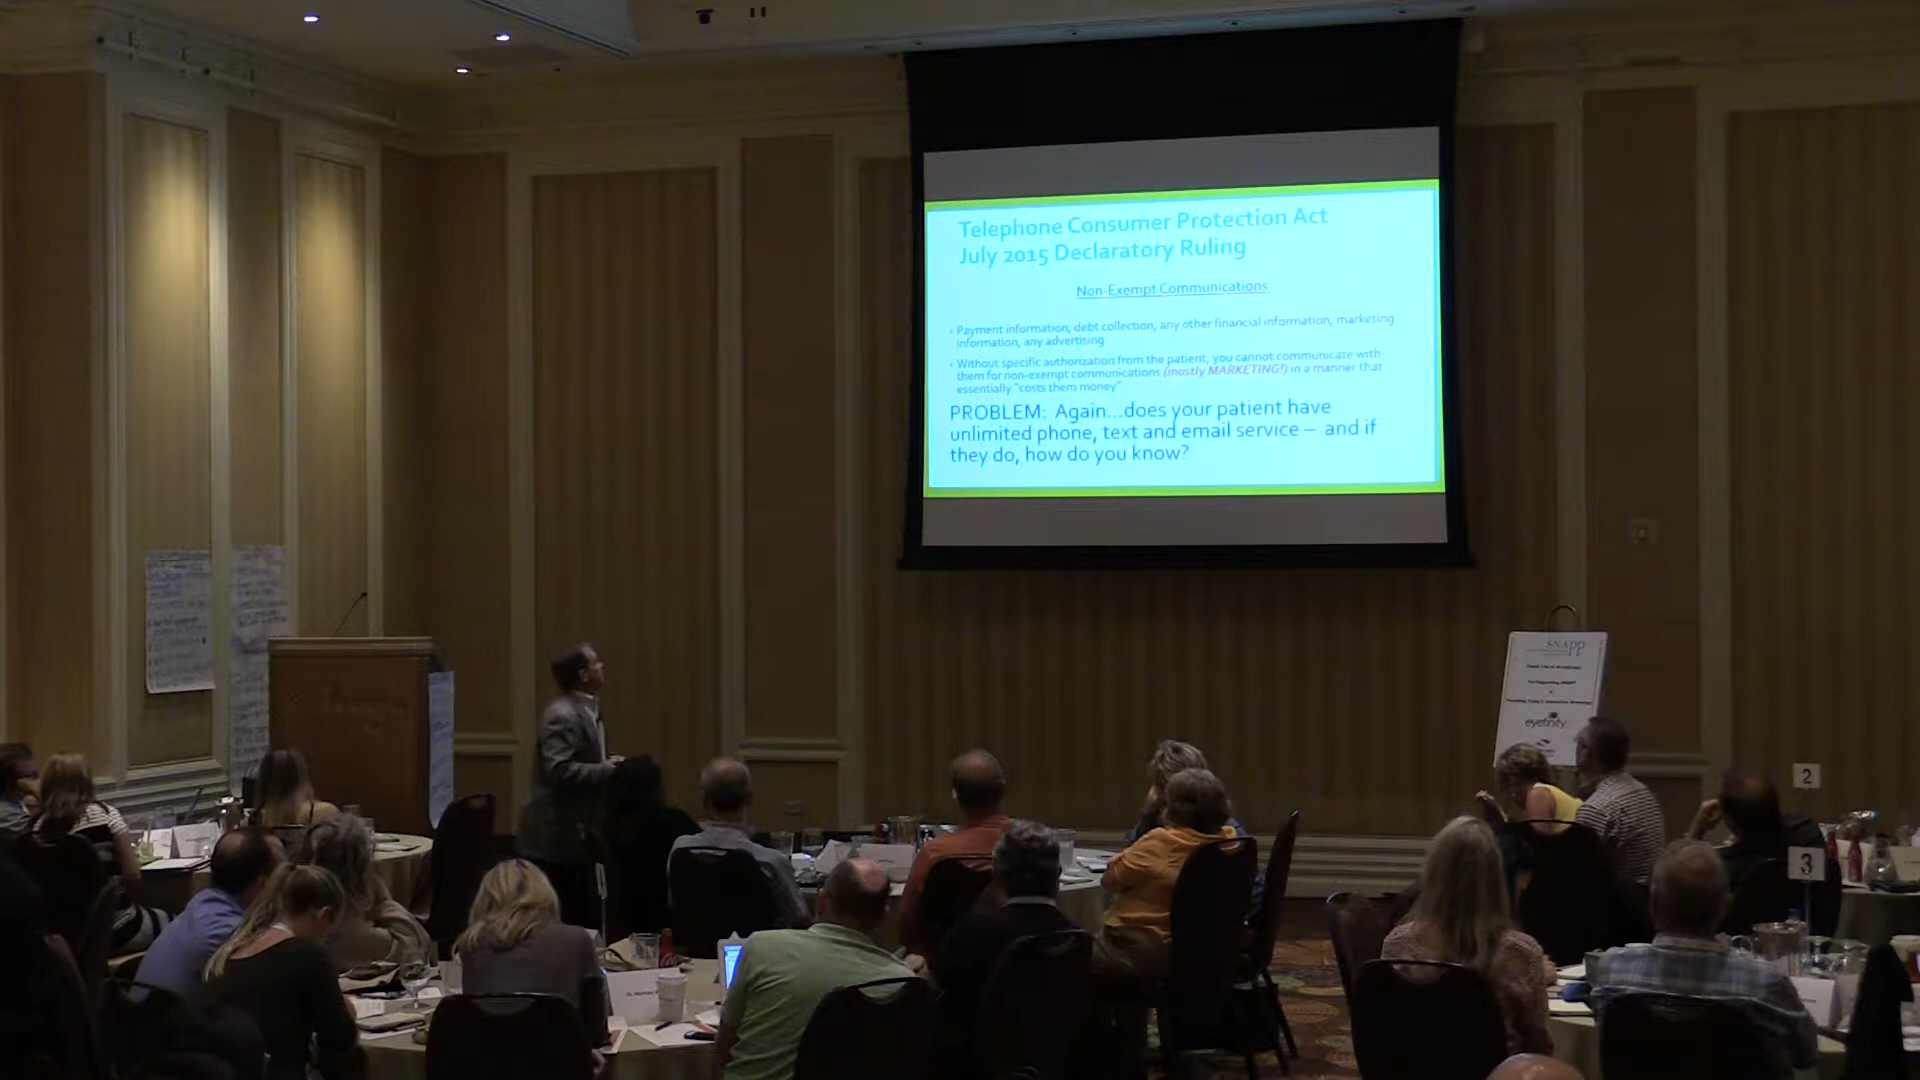 Telephone Consumer Protection Act
July 2015 Declaratory Ruling
Non-Exempt Communications
• Payment information, debt collection, any other financial information, marketing
information, any advertising
• Without specific authorization from the patient, you cannot communicate with
them for non-exempt communications (mostly MARKETING!) in a manner that
essentially "costs them money"
PROBLEM: Again...does your patient have
unlimited phone, text and email service – and if
they do, how do you know?
SNAPP
eyefinity
2
3